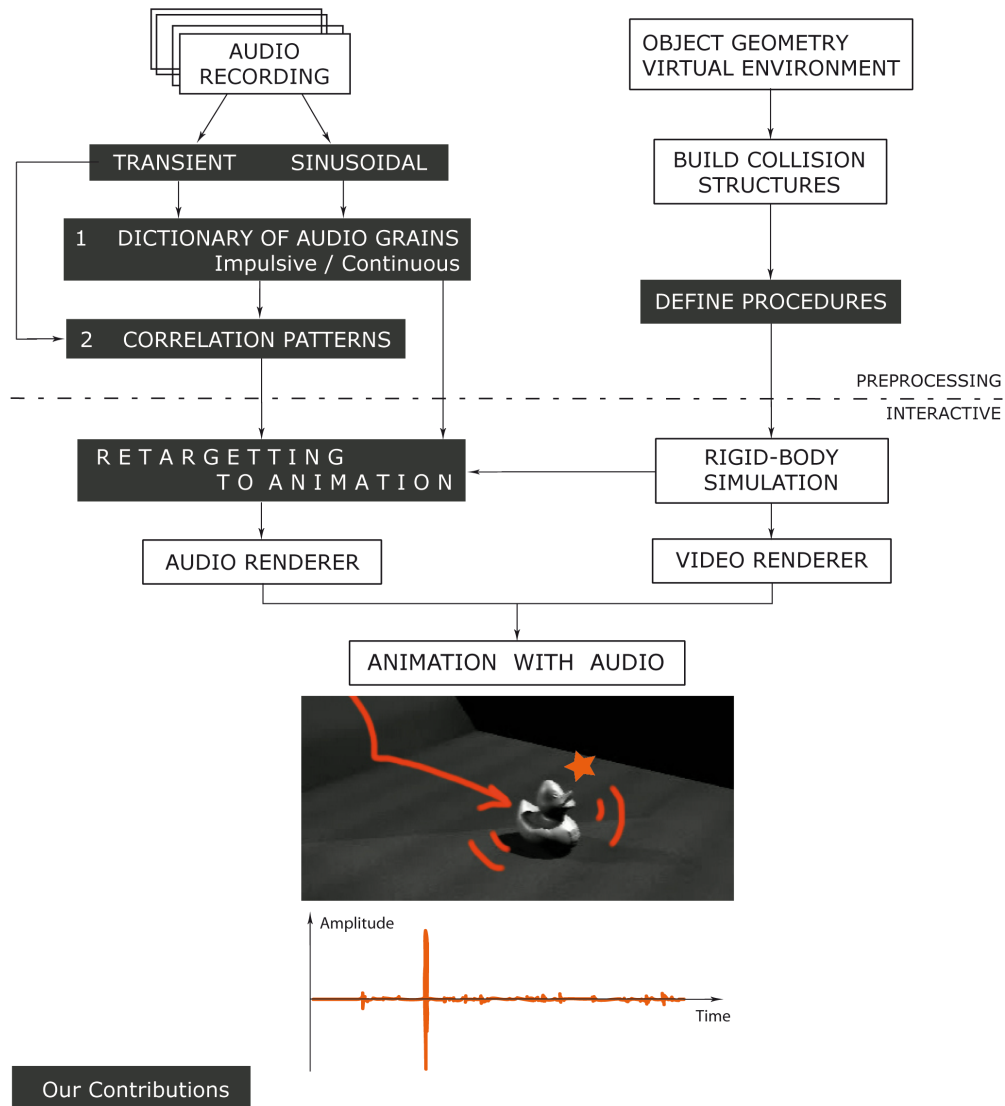 AUDIO
RECORDING
OBJECT GEOMETRY
VIRTUAL ENVIRONMENT
TRANSIENT SINUSOIDAL
BUILD COLLISION
STRUCTURES
1 DICTIONARY OF AUDIO GRAINS
Impulsive / Continuous
DEFINE PROCEDURES
2 CORRELATION PATTERNS
PREPROCESSING
INTERACTIVE
RETARGETTING
TO ANIMATION
RIGID-BODY
SIMULATION
AUDIO RENDERER
VIDEO RENDERER
ANIMATION WITH AUDIO
Amplitude
Time
Our Contributions